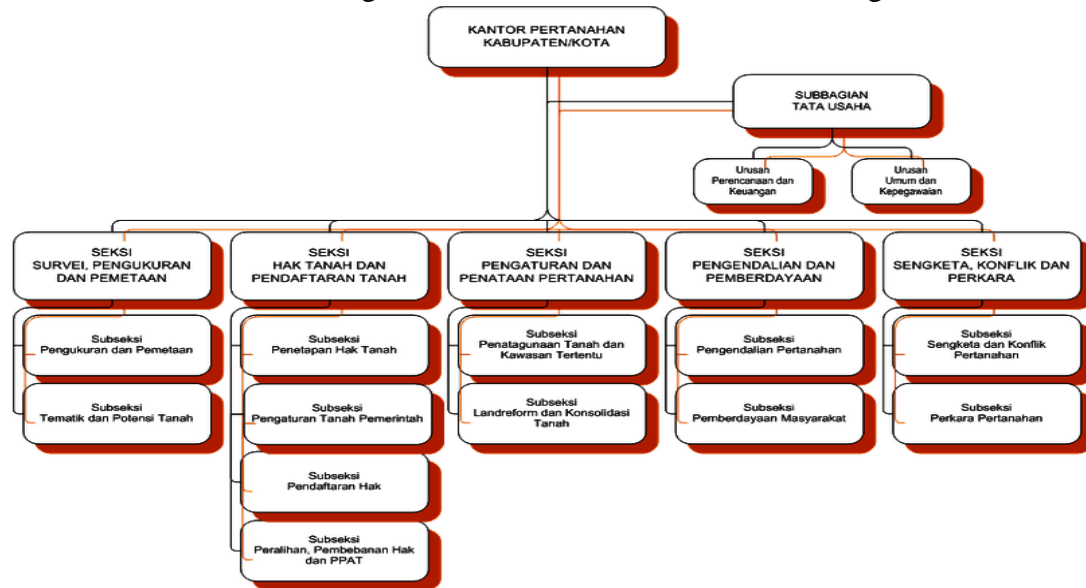 KANTOR PERTANAHAN
KABUPATEN/KOTA
SUBBAGIAN
TATA USAHA
Urusan
Perencanaan dan
Keuangan
Urusan
Umum dan
Kepegawaian
SEKSI
SURVEI, PENGUKURAN
DAN PEMETAAN
SEKSI
HAK TANAH DAN
PENDAFTARAN TANAH
SEKSI
PENGATURAN DAN
PENATAAN PERTANAHAN
SEKSI
PENGENDALIAN DAN
PEMBERDAYAAN
SEKSI
SENGKETA, KONFLIK DAN
PERKARA
Subseksi
Pengukuran dan Pemetaan
Subseksi
Penetapan Hak Tanah
Subseksi
Penatagunaan Tanah dan
Kawasan Tertentu
Subseksi
Pengendalian Pertanahan
Subseksi
Sengketa dan Konflik
Pertanahan
Subseksi
Tematik dan Potensi Tanah
Subseksi
Pengaturan Tanah Pemerintah
Subseksi
Landreform dan Konsolidasi
Tanah
Subseksi
Pemberdayaan Masyarakat
Subseksi
Perkara Pertanahan
Subseksi
Pendaftaran Hak
Subseksi
Peralihan, Pembebanan Hak
dan PPAT